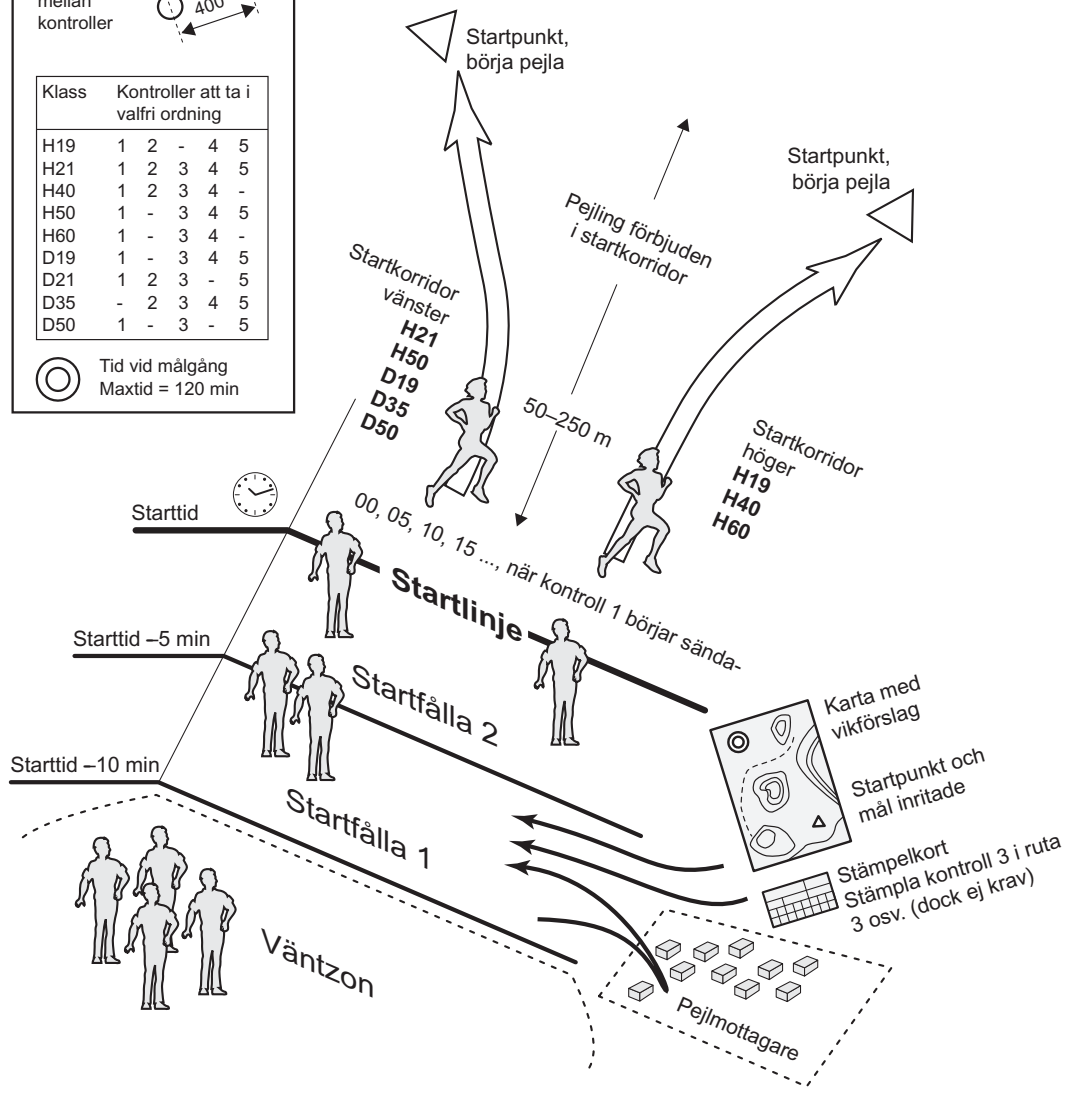 mellan
kontroller
400
Klass Kontroller att ta i
valfri ordning
H19 1 2 - 4 5
H21 1 2 3 4 5
H40 1 2 3 4 -
H50 1 - 3 4 5
H60 1 - 3 4 -
D19 1 - 3 4 5
D21 1 2 3 - 5
D35 - 2 3 4 5
D50 1 - 3 - 5
Tid vid målgång
Maxtid = 120 min
Startpunkt,
börja pejla
Startpunkt,
börja pejla
Pejling förbjuden
i startkorridor
Startkorridor
vänster
H21
H50
D19
D35
D50
50–250 m
Startkorridor
höger
H19
H40
H60
00, 05, 10, 15 ..., när kontroll 1 börjar sända-
Starttid
Startlinje
Starttid –5 min
Startfålla 2
Starttid –10 min
Startfålla 1
Väntzon
Karta med
vikförslag
Startpunkt och
mål inritade
Stämpelkort
Stämpla kontroll 3 i ruta
3 osv. (dock ej krav)
Pejlmottagare